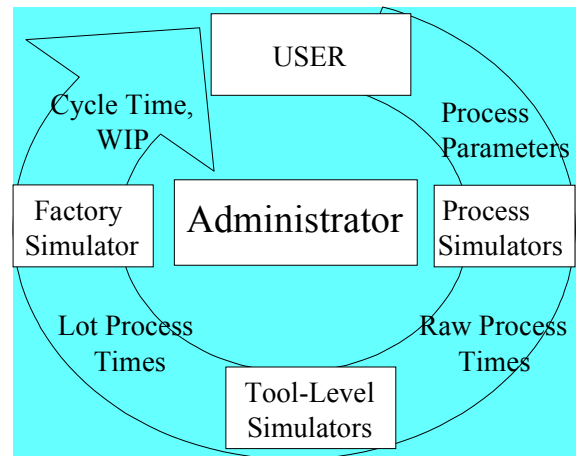 USER
Cycle Time,
WIP
Process
Parameters
Factory
Simulator
Administrator
Process
Simulators
Lot Process
Times
Raw Process
Times
Tool-Level
Simulators